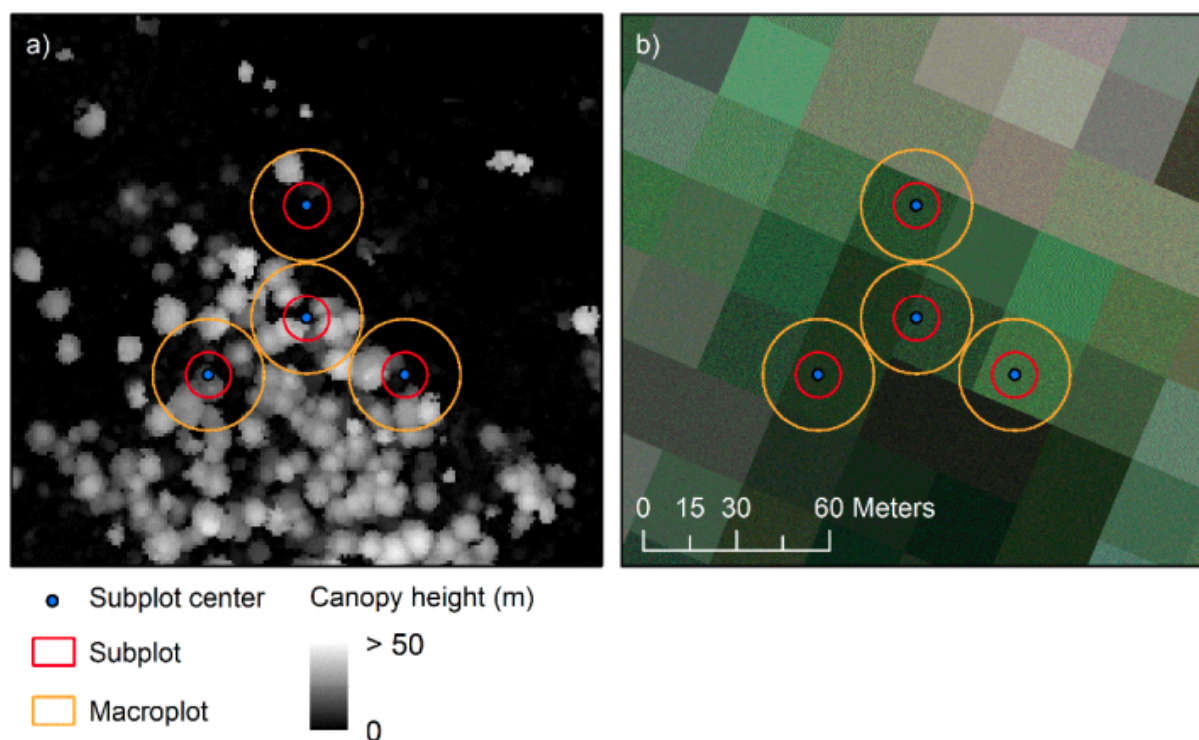 a)
b)
0 15 30 60 Meters
Subplot center
Subplot
Macroplot
Canopy height (m)
> 50
0